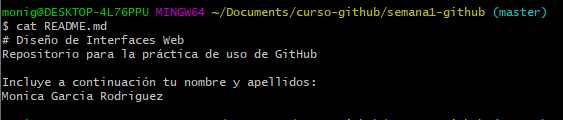 monig@DESKTOP-4L76PPU MINGW64 ~/Documents/curso-github/semana1-github (master)
$ cat README.md
# Diseño de Interfaces Web
Repositorio para la práctica de uso de GitHub

Incluye a continuación tu nombre y apellidos:
Monica Garcia Rodriguez